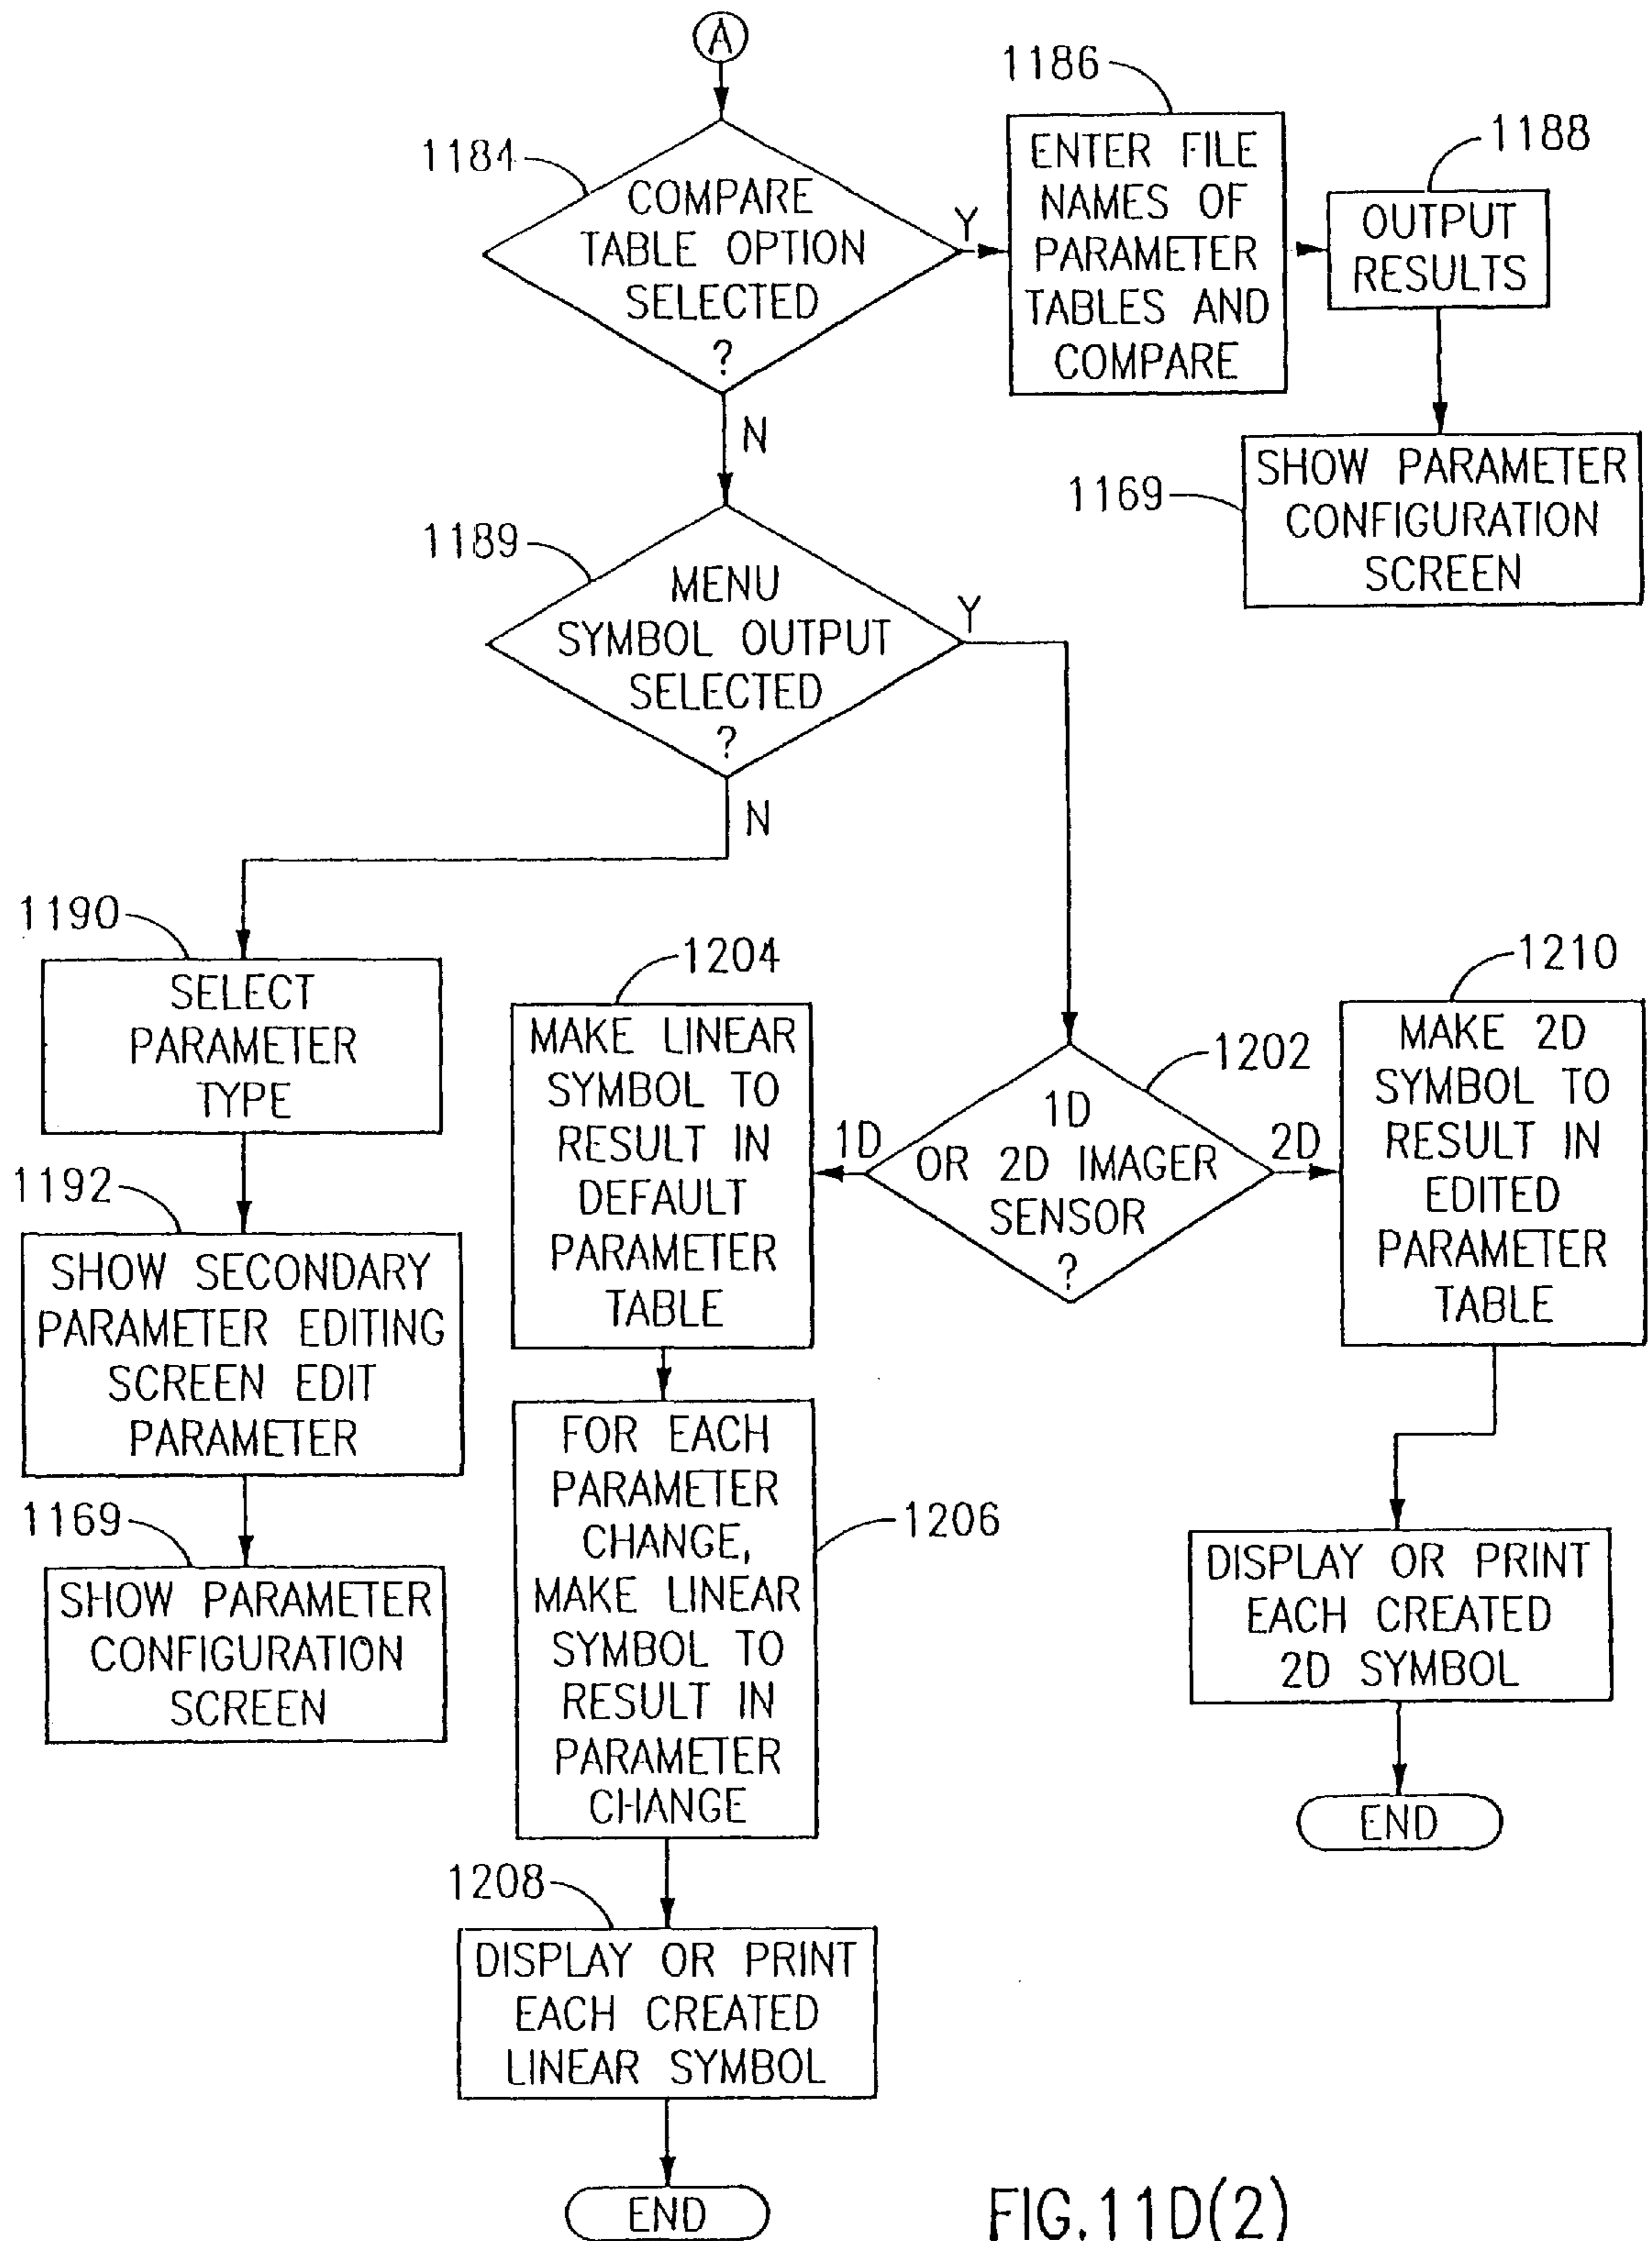 A
1184
COMPARE
TABLE OPTION
SELECTED
?
Y
N
1186
ENTER FILE
NAMES OF
PARAMETER
TABLES AND
COMPARE
1188
OUTPUT
RESULTS
1169
SHOW PARAMETER
CONFIGURATION
SCREEN
1189
MENU
SYMBOL OUTPUT
SELECTED
?
Y
N
1190
SELECT
PARAMETER
TYPE
1192
SHOW SECONDARY
PARAMETER EDITING
SCREEN EDIT
PARAMETER
1169
SHOW PARAMETER
CONFIGURATION
SCREEN
1202
1D
OR 2D IMAGER
SENSOR
?
1D
2D
1204
MAKE LINEAR
SYMBOL TO
RESULT IN
DEFAULT
PARAMETER
TABLE
1206
FOR EACH
PARAMETER
CHANGE,
MAKE LINEAR
SYMBOL TO
RESULT IN
PARAMETER
CHANGE
1208
DISPLAY OR PRINT
EACH CREATED
LINEAR SYMBOL
END
1210
MAKE 2D
SYMBOL TO
RESULT IN
EDITED
PARAMETER
TABLE
DISPLAY OR PRINT
EACH CREATED
2D SYMBOL
END
FIG.11D(2)